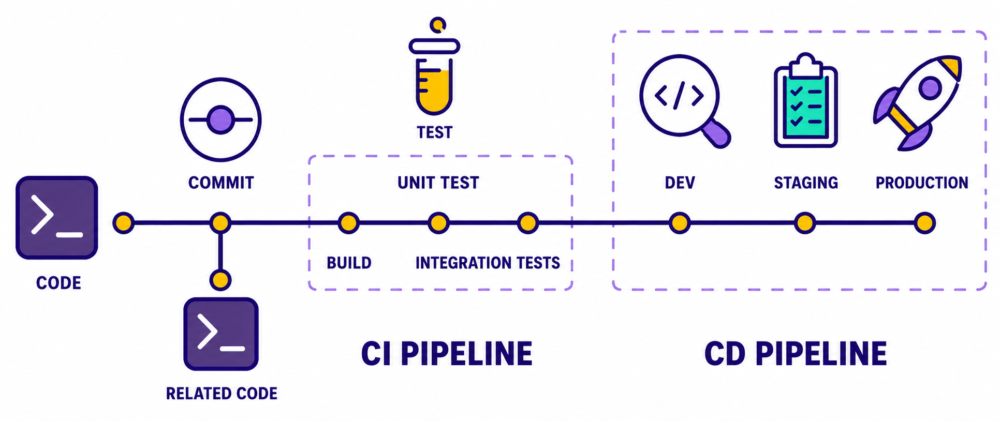 TEST
COMMIT
UNIT TEST
DEV
STAGING
PRODUCTION
BUILD
INTEGRATION TESTS
CODE
CI PIPELINE
CD PIPELINE
RELATED CODE